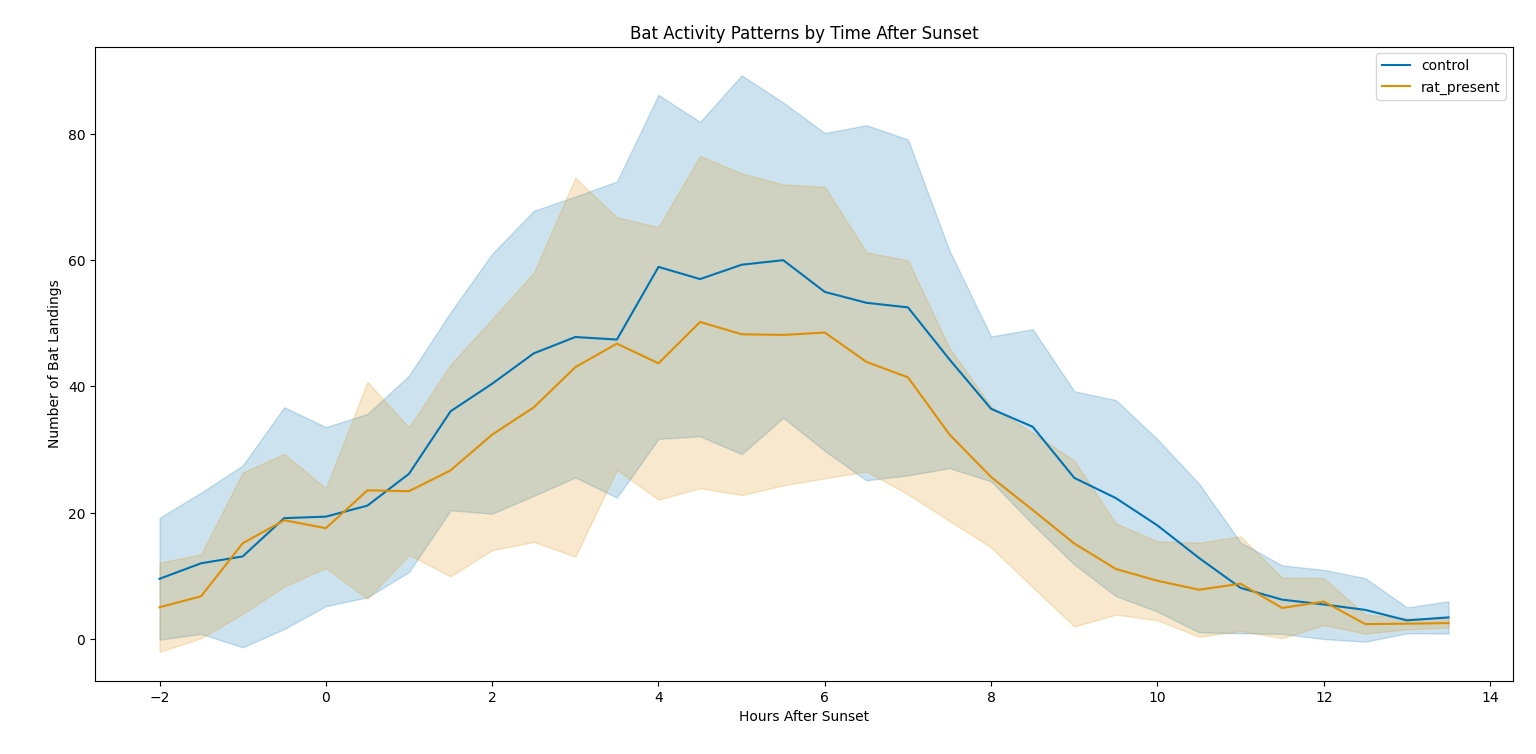 Bat Activity Patterns by Time After Sunset
control
rat_present
Number of Bat Landings
80
60
40
20
0
−2
0
2
4
6
8
10
12
14
Hours After Sunset